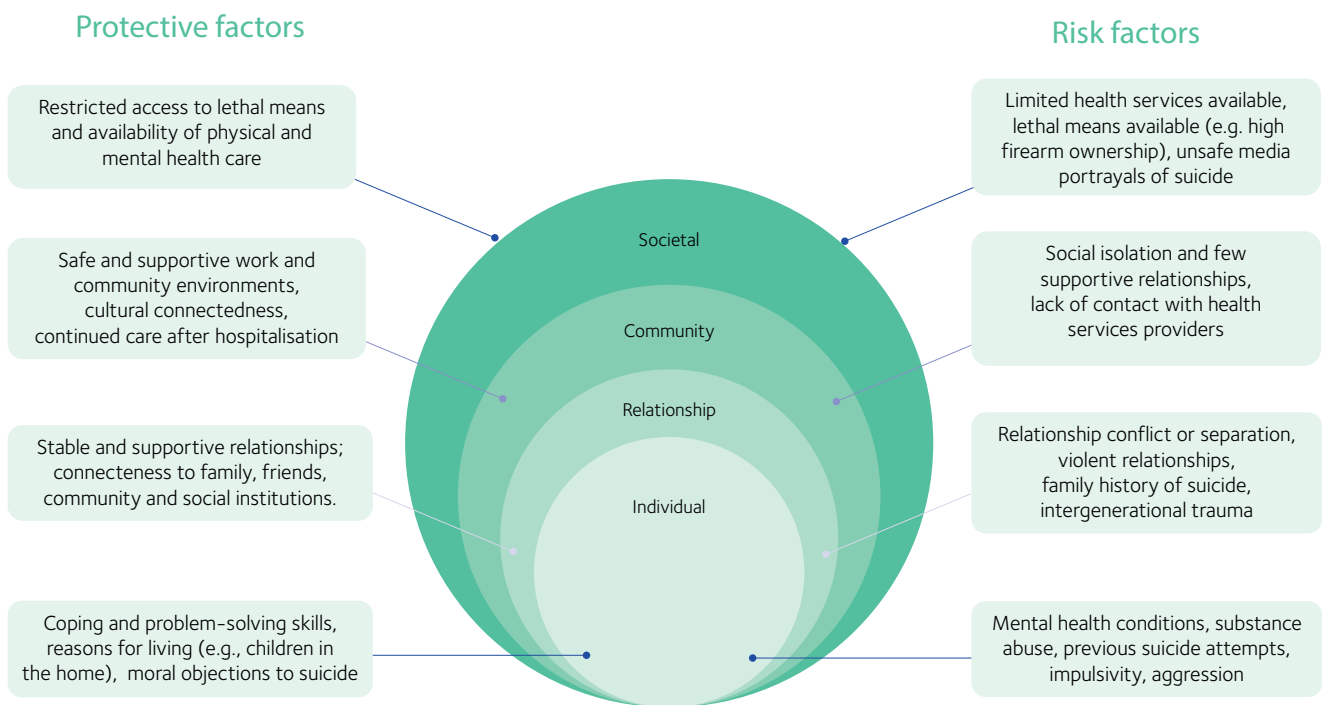 Protective factors
Restricted access to lethal means
and availability of physical and
mental health care
Safe and supportive work and
community environments,
cultural connectedness,
continued care after hospitalisation
Stable and supportive relationships;
connecteness to family, friends,
community and social institutions.
Coping and problem-solving skills,
reasons for living (e.g., children in
the home), moral objections to suicide
Societal
Community
Relationship
Individual
Risk factors
Limited health services available,
lethal means available (e.g. high
firearm ownership), unsafe media
portrayals of suicide
Social isolation and few
supportive relationships,
lack of contact with health
services providers
Relationship conflict or separation,
violent relationships,
family history of suicide,
intergenerational trauma
Mental health conditions, substance
abuse, previous suicide attempts,
impulsivity, aggression